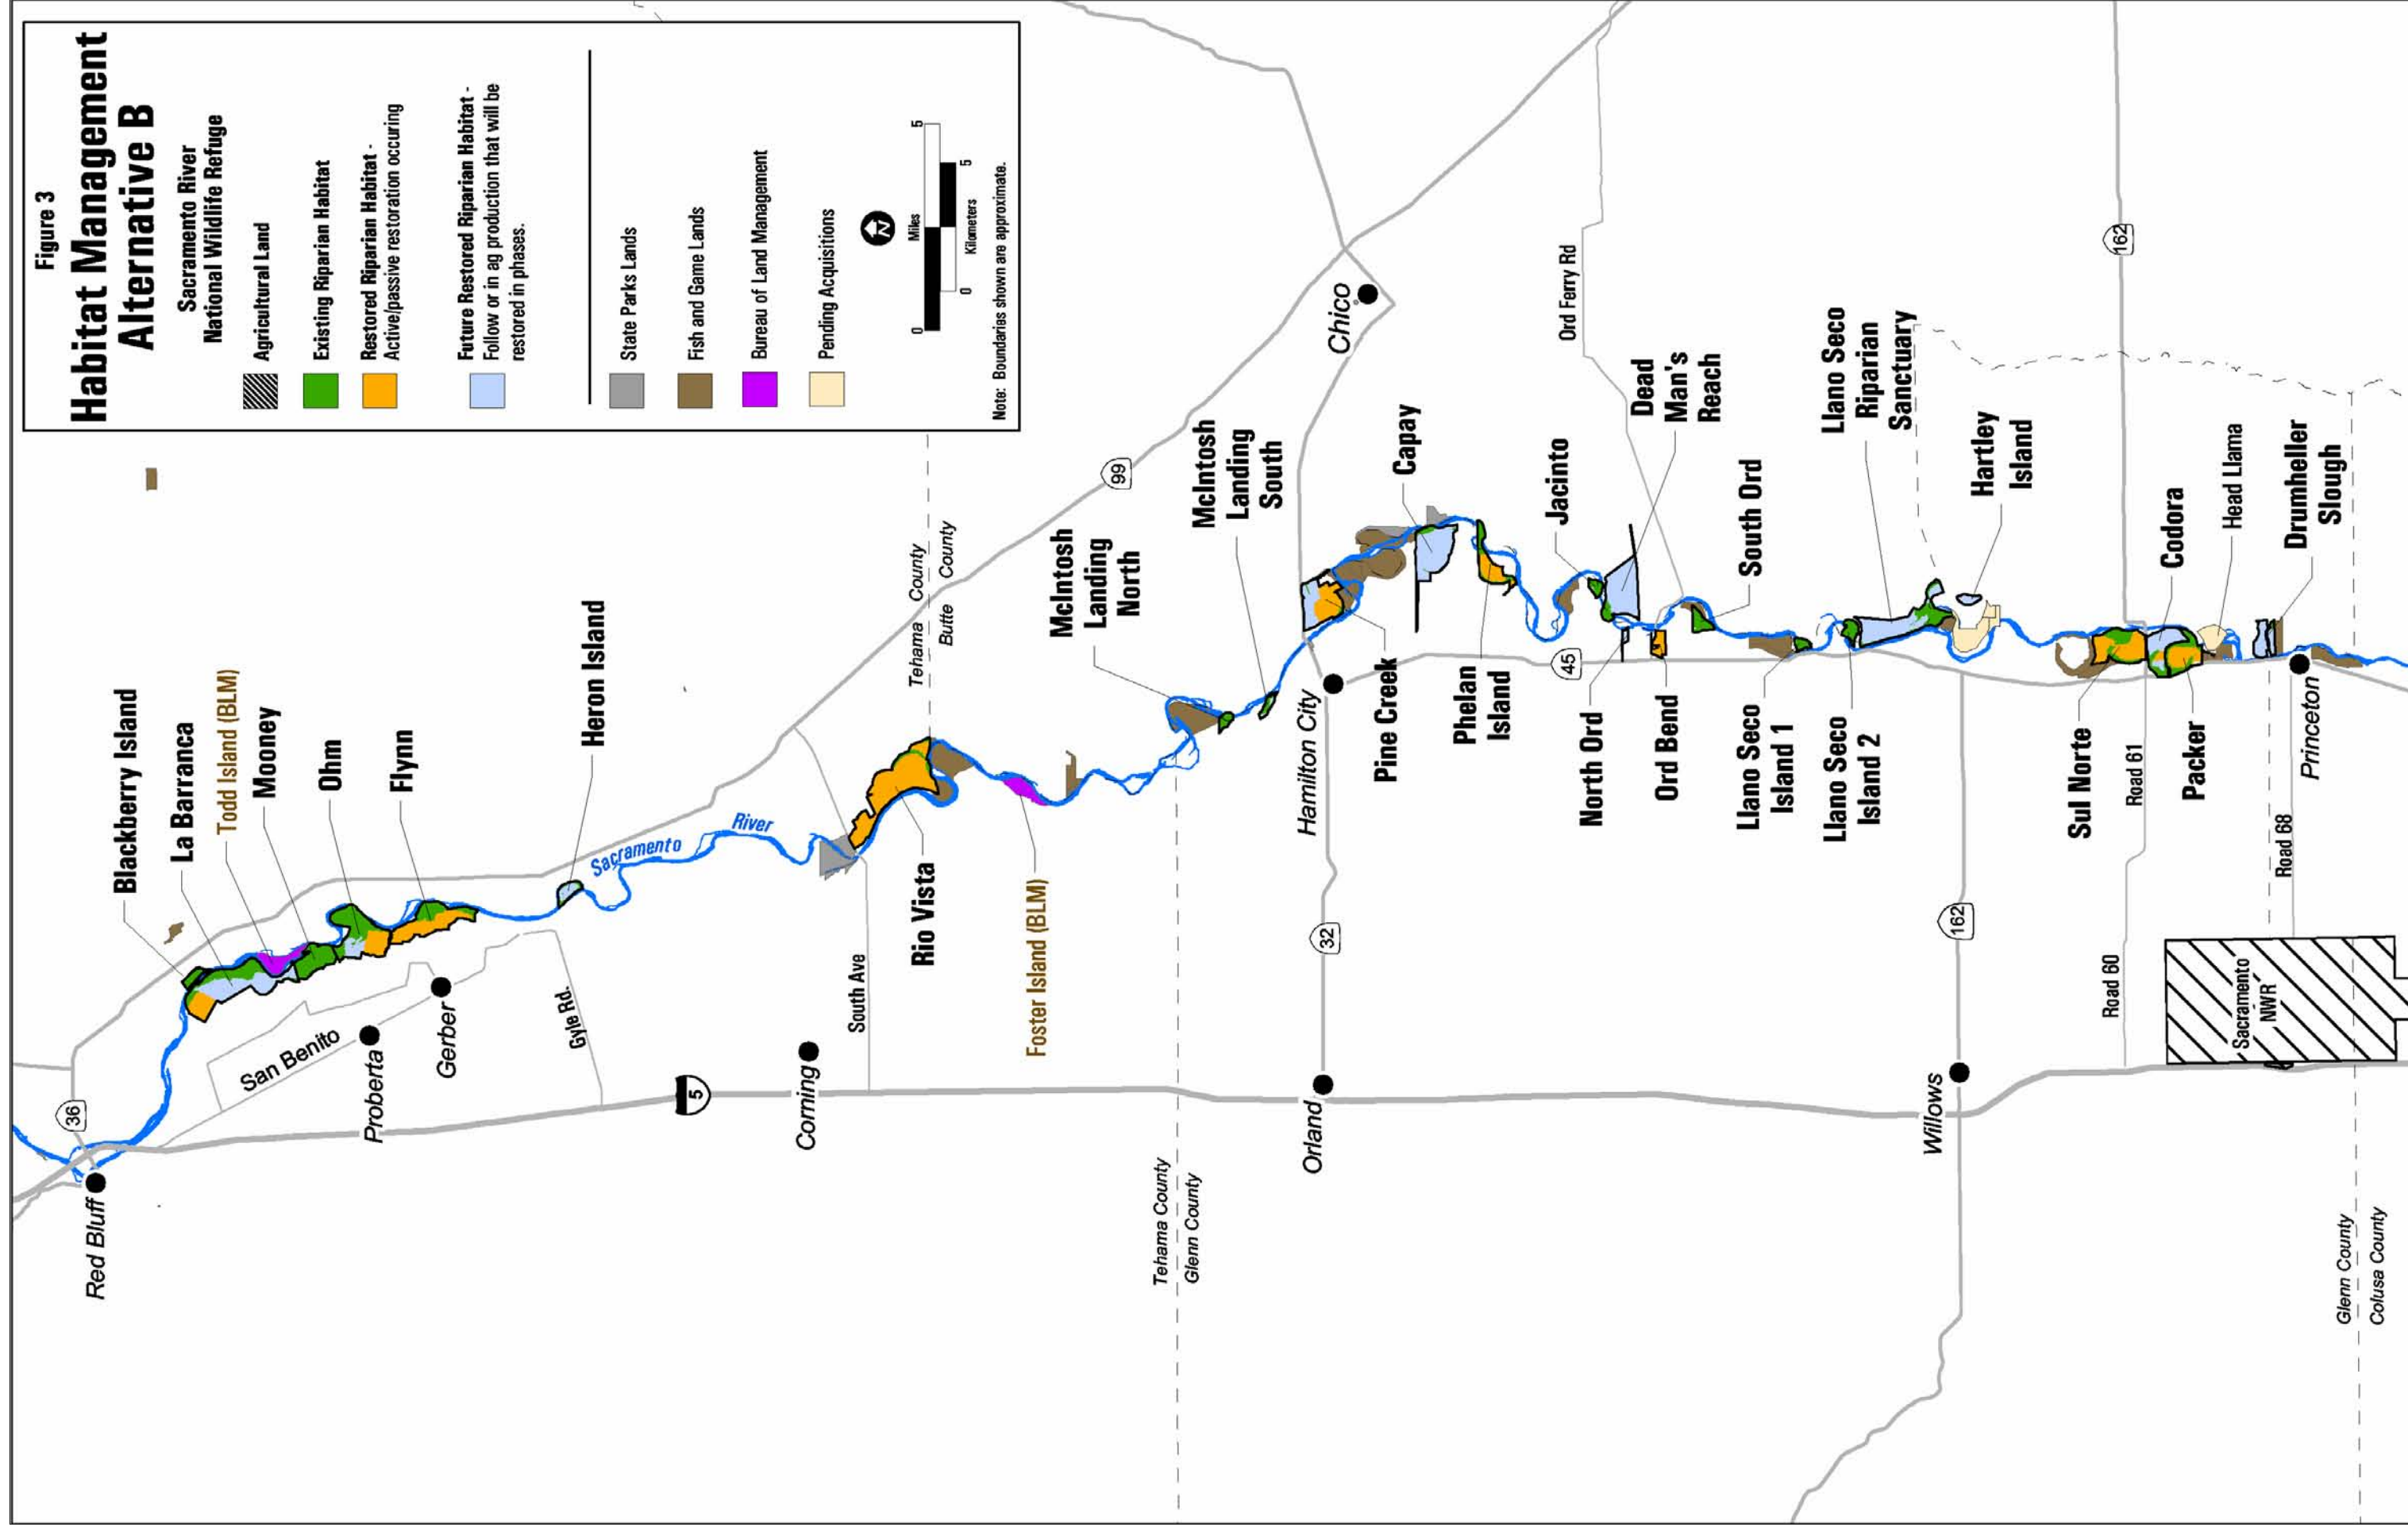 Figure 3
Habitat Management
Alternative B
Sacramento River
National Wildlife Refuge
Agricultural Land
Existing Riparian Habitat
Restored Riparian Habitat -
Active/passive restoration occuring
Future Restored Riparian Habitat -
Follow or in ag production that will be
restored in phases.
State Parks Lands
Fish and Game Lands
Bureau of Land Management
Pending Acquisitions
N
0
Miles
5
0
Kilometers
5
Note: Boundaries shown are approximate.
Red Bluff
36
Blackberry Island
La Barranca
Todd Island (BLM)
Mooney
Ohm
Flynn
San Benito
Proberta
Gerber
Gyle Rd.
Heron Island
Sacramento
River
5
Corning
South Ave
Rio Vista
Tehama County
Butte County
Foster Island (BLM)
99
McIntosh
Landing
North
Tehama County
Glenn County
McIntosh
Landing
South
Chico
Hamilton City
32
Orland
Pine Creek
Capay
Phelan
Island
Jacinto
45
Ord Ferry Rd
North Ord
Dead
Man's
Reach
Ord Bend
South Ord
Llano Seco
Island 1
Llano Seco
Island 2
Llano Seco
Riparian
Sanctuary
Hartley
Island
Willows
162
162
Sul Norte
Road 60
Road 61
Codora
Packer
Head Llama
Drumheller
Slough
Road 68
Princeton
Sacramento
NWR
Glenn County
Colusa County